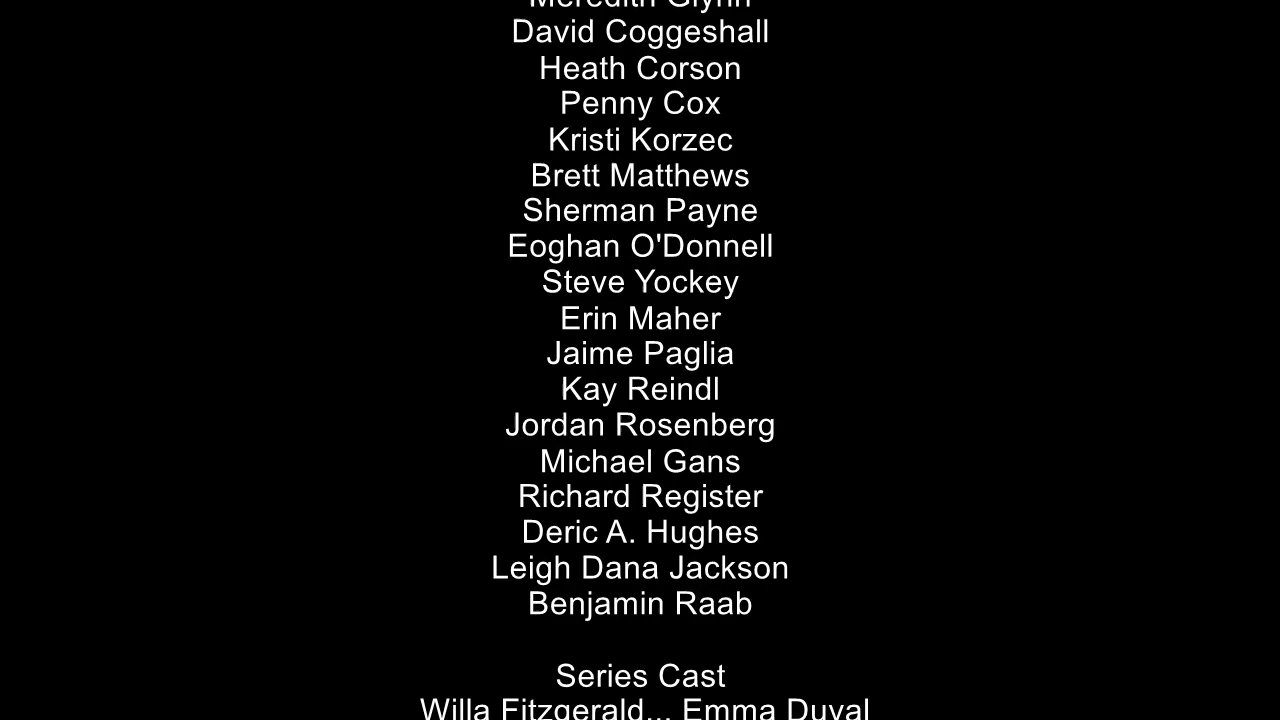 Meredith Glynn
David Coggeshall
Heath Corson
Penny Cox
Kristi Korzec
Brett Matthews
Sherman Payne
Eoghan O'Donnell
Steve Yockey
Erin Maher
Jaime Paglia
Kay Reindl
Jordan Rosenberg
Michael Gans
Richard Register
Deric A. Hughes
Leigh Dana Jackson
Benjamin Raab
Series Cast
Willa Fitzgerald... Emma Duval